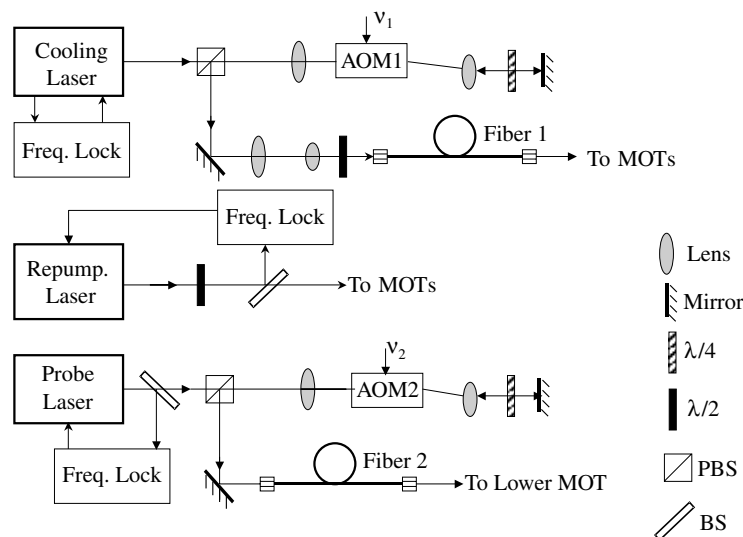 Cooling
Laser
Freq. Lock
ν1
AOM1
Fiber 1
To MOTs
Freq. Lock
Repump.
Laser
To MOTs
Probe
Laser
Freq. Lock
ν2
AOM2
Fiber 2
To Lower MOT
Lens
Mirror
λ/4
λ/2
PBS
BS